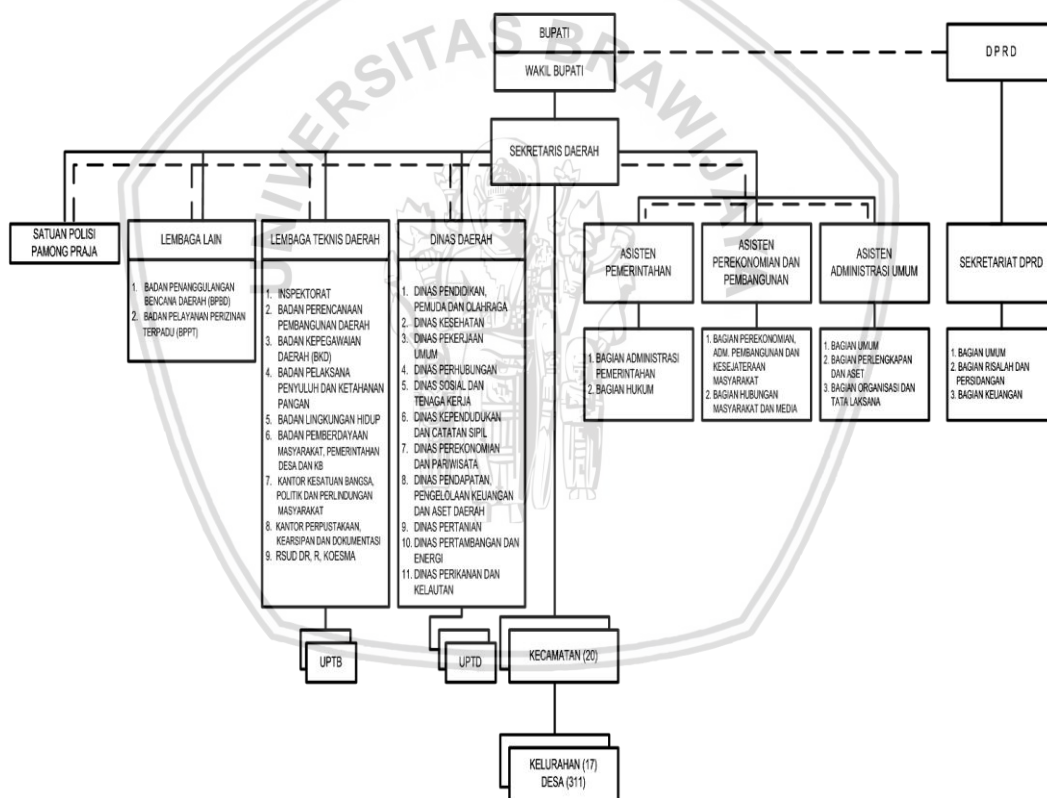 UNIVERSITAS BRAWIJAYA
BUPATI
WAKIL BUPATI
D P R D
SEKRETARIS DAERAH
SATUAN POLISI
PAMONG PRAJA
LEMBAGA LAIN
1. BADAN PENANGGULANGAN
BENCANA DAERAH (BPBD)
2. BADAN PELAYANAN PERIZINAN
TERPADU (BPPT)
LEMBAGA TEKNIS DAERAH
1. INSPEKTORAT
2. BADAN PERENCANAAN
PEMBANGUNAN DAERAH
3. BADAN KEPEGAWAIAN
DAERAH (BKD)
4. BADAN PELAKSANA
PENYULUH DAN KETAHANAN
PANGAN
5. BADAN LINGKUNGAN HIDUP
6. BADAN PEMBERDAYAAN
MASYARAKAT, PEMERINTAHAN
DESA DAN KB
7. KANTOR KESATUAN BANGSA,
POLITIK DAN PERLINDUNGAN
MASYARAKAT
8. KANTOR PERPUSTAKAAN,
KEARSIPAN DAN DOKUMENTASI
9. RSUD DR, R, KOESMA
DINAS DAERAH
1. DINAS PENDIDIKAN,
PEMUDA DAN OLAHRAGA
2. DINAS KESEHATAN
3. DINAS PEKERJAAN
UMUM
4. DINAS PERHUBUNGAN
5. DINAS SOSIAL DAN
TENAGA KERJA
6. DINAS KEPENDUDUKAN
DAN CATATAN SIPIL
7. DINAS PEREKONOMIAN
DAN PARIWISATA
8. DINAS PENDAPATAN,
PENGELOLAAN KEUANGAN
DAN ASET DAERAH
9. DINAS PERTANIAN
10. DINAS PERTAMBANGAN DAN
ENERGI
11. DINAS PERIKANAN DAN
KELAUTAN
ASISTEN
PEMERINTAHAN
1. BAGIAN ADMINISTRASI
PEMERINTAHAN
2. BAGIAN HUKUM
ASISTEN
PEREKONOMIAN DAN
PEMBANGUNAN
1. BAGIAN PEREKONOMIAN,
ADM. PEMBANGUNAN DAN
KESEJATERAAN
MASYARAKAT
2. BAGIAN HUBUNGAN
MASYARAKAT DAN MEDIA
ASISTEN
ADMINISTRASI UMUM
1. BAGIAN UMUM
2. BAGIAN PERLENGKAPAN
DAN ASET
3. BAGIAN ORGANISASI DAN
TATA LAKSANA
SEKRETARIAT DPRD
1. BAGIAN UMUM
2. BAGIAN RISALAH DAN
PERSIDANGAN
3. BAGIAN KEUANGAN
UPTB
UPTD
KECAMATAN (20)
KELURAHAN (17)
DESA (311)